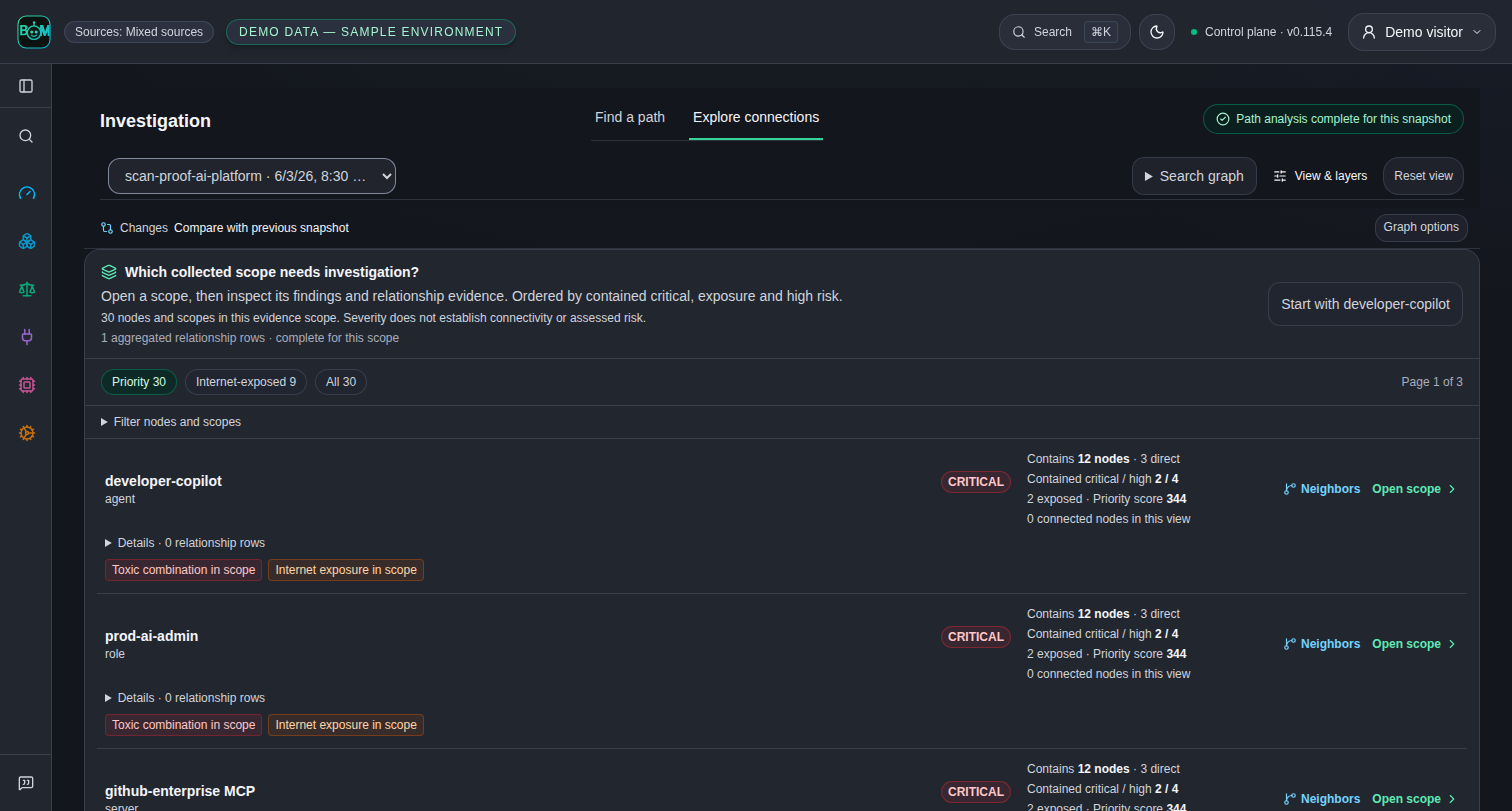 BOM
Sources: Mixed sources
DEMO DATA — SAMPLE ENVIRONMENT
Search ⌘K
Control plane · v0.115.4
Demo visitor
Investigation
Find a path
Explore connections
Path analysis complete for this snapshot
scan-proof-ai-platform · 6/3/26, 8:30 …
Search graph
View & layers
Reset view
Changes Compare with previous snapshot
Graph options
Which collected scope needs investigation?
Open a scope, then inspect its findings and relationship evidence. Ordered by contained critical, exposure and high risk.
30 nodes and scopes in this evidence scope. Severity does not establish connectivity or assessed risk.
1 aggregated relationship rows · complete for this scope
Start with developer-copilot
Priority 30
Internet-exposed 9
All 30
Page 1 of 3
Filter nodes and scopes
developer-copilot
agent
CRITICAL
Contains 12 nodes · 3 direct
Contained critical / high 2 / 4
2 exposed · Priority score 344
0 connected nodes in this view
Neighbors
Open scope
Details · 0 relationship rows
Toxic combination in scope
Internet exposure in scope
prod-ai-admin
role
CRITICAL
Contains 12 nodes · 3 direct
Contained critical / high 2 / 4
2 exposed · Priority score 344
0 connected nodes in this view
Neighbors
Open scope
Details · 0 relationship rows
Toxic combination in scope
Internet exposure in scope
github-enterprise MCP
server
CRITICAL
Contains 12 nodes · 3 direct
Contained critical / high 2 / 4
2 exposed · Priority score 344
Neighbors
Open scope